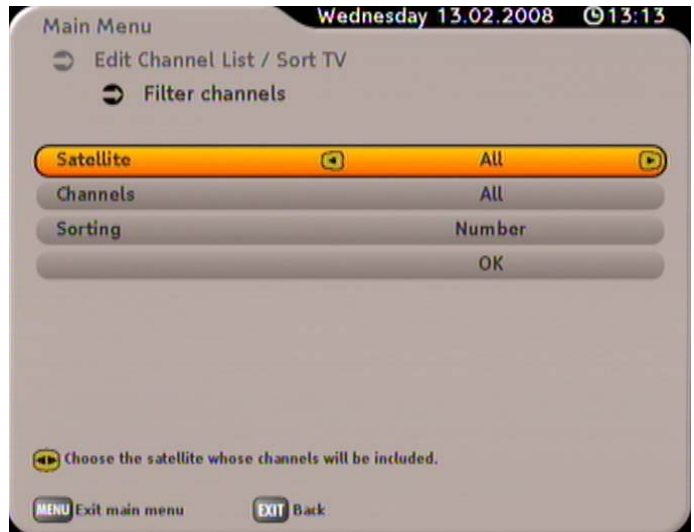 Main Menu
Wednesday 13.02.2008 13:13
Edit Channel List / Sort TV
Filter channels
Satellite All
Channels All
Sorting Number
OK
Choose the satellite whose channels will be included.
MENU Exit main menu EXIT Back